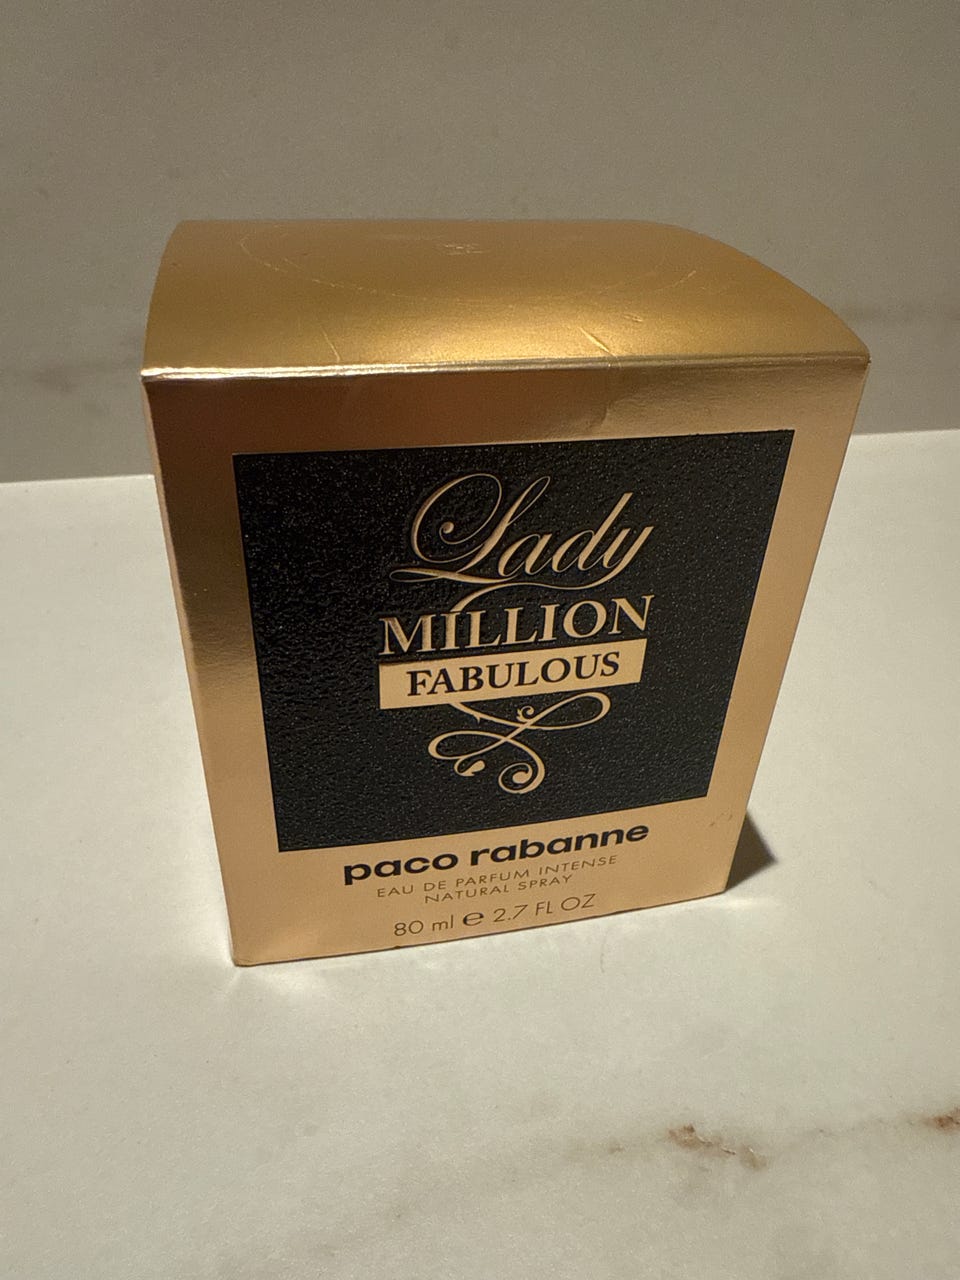 Lady
MILLION
FABULOUS
paco rabanne
EAU DE PARFUM INTENSE
NATURAL SPRAY
80 ml ℮ 2.7 FL OZ